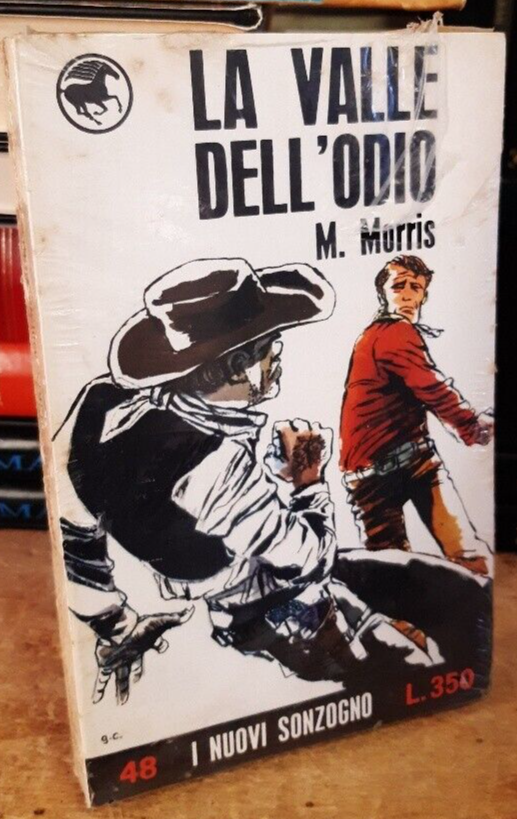 LA VALLE
DELL'ODIO
M. Morris
g.c.
48 I NUOVI SONZOGNO L.350